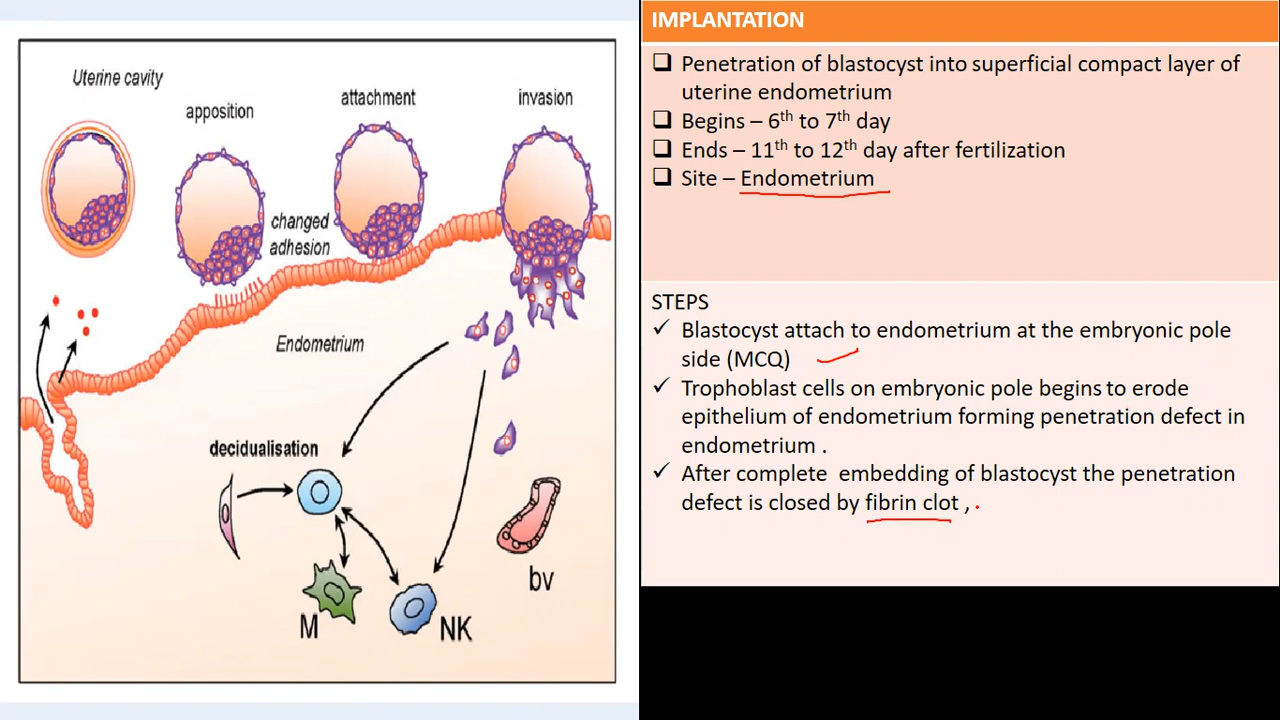 Uterine cavity
apposition
attachment
invasion
changed
adhesion
Endometrium
decidualisation
M
NK
bv
IMPLANTATION
❑ Penetration of blastocyst into superficial compact layer of
uterine endometrium
❑ Begins – 6th to 7th day
❑ Ends – 11th to 12th day after fertilization
❑ Site – Endometrium
STEPS
✓ Blastocyst attach to endometrium at the embryonic pole
side (MCQ)
✓ Trophoblast cells on embryonic pole begins to erode
epithelium of endometrium forming penetration defect in
endometrium .
✓ After complete embedding of blastocyst the penetration
defect is closed by fibrin clot , .